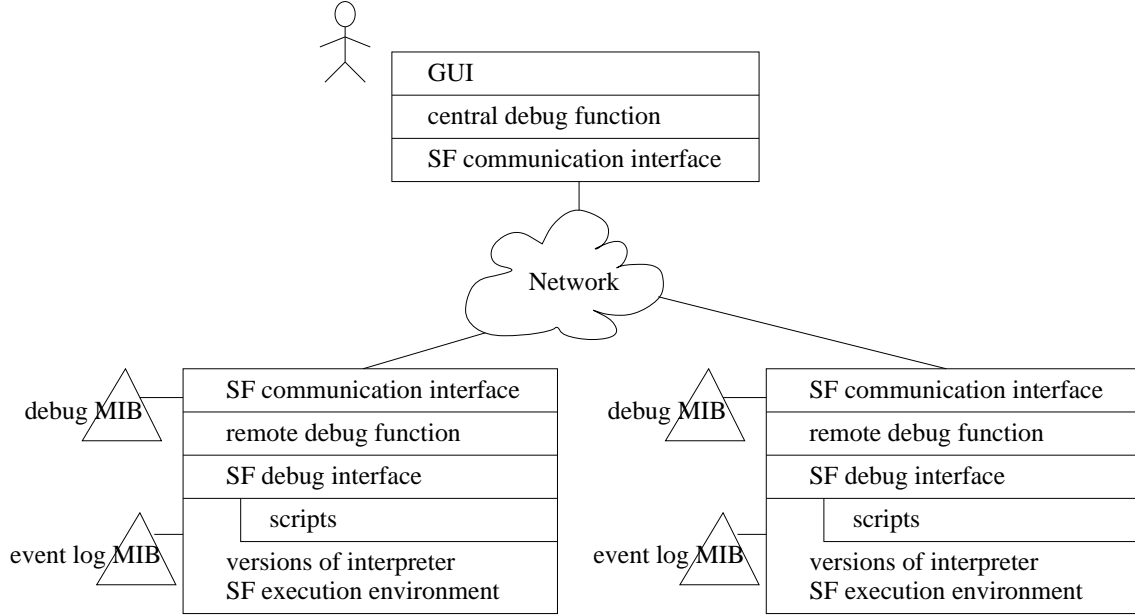 GUI
central debug function
SF communication interface
Network
SF communication interface
debug MIB
remote debug function
SF debug interface
scripts
event log MIB
versions of interpreter
SF execution environment
SF communication interface
debug MIB
remote debug function
SF debug interface
scripts
event log MIB
versions of interpreter
SF execution environment